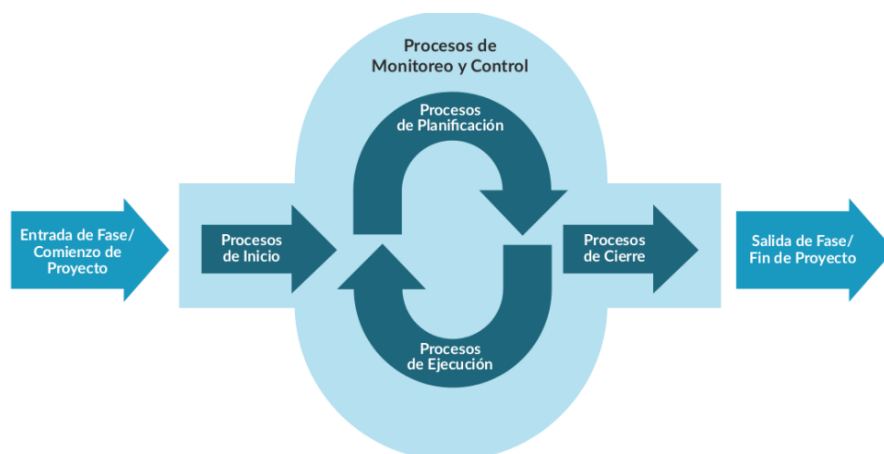 Procesos de
Monitoreo y Control
Procesos
de Planificación
Entrada de Fase/
Comienzo de
Proyecto
Procesos
de Inicio
Procesos
de Cierre
Salida de Fase/
Fin de Proyecto
Procesos
de Ejecución